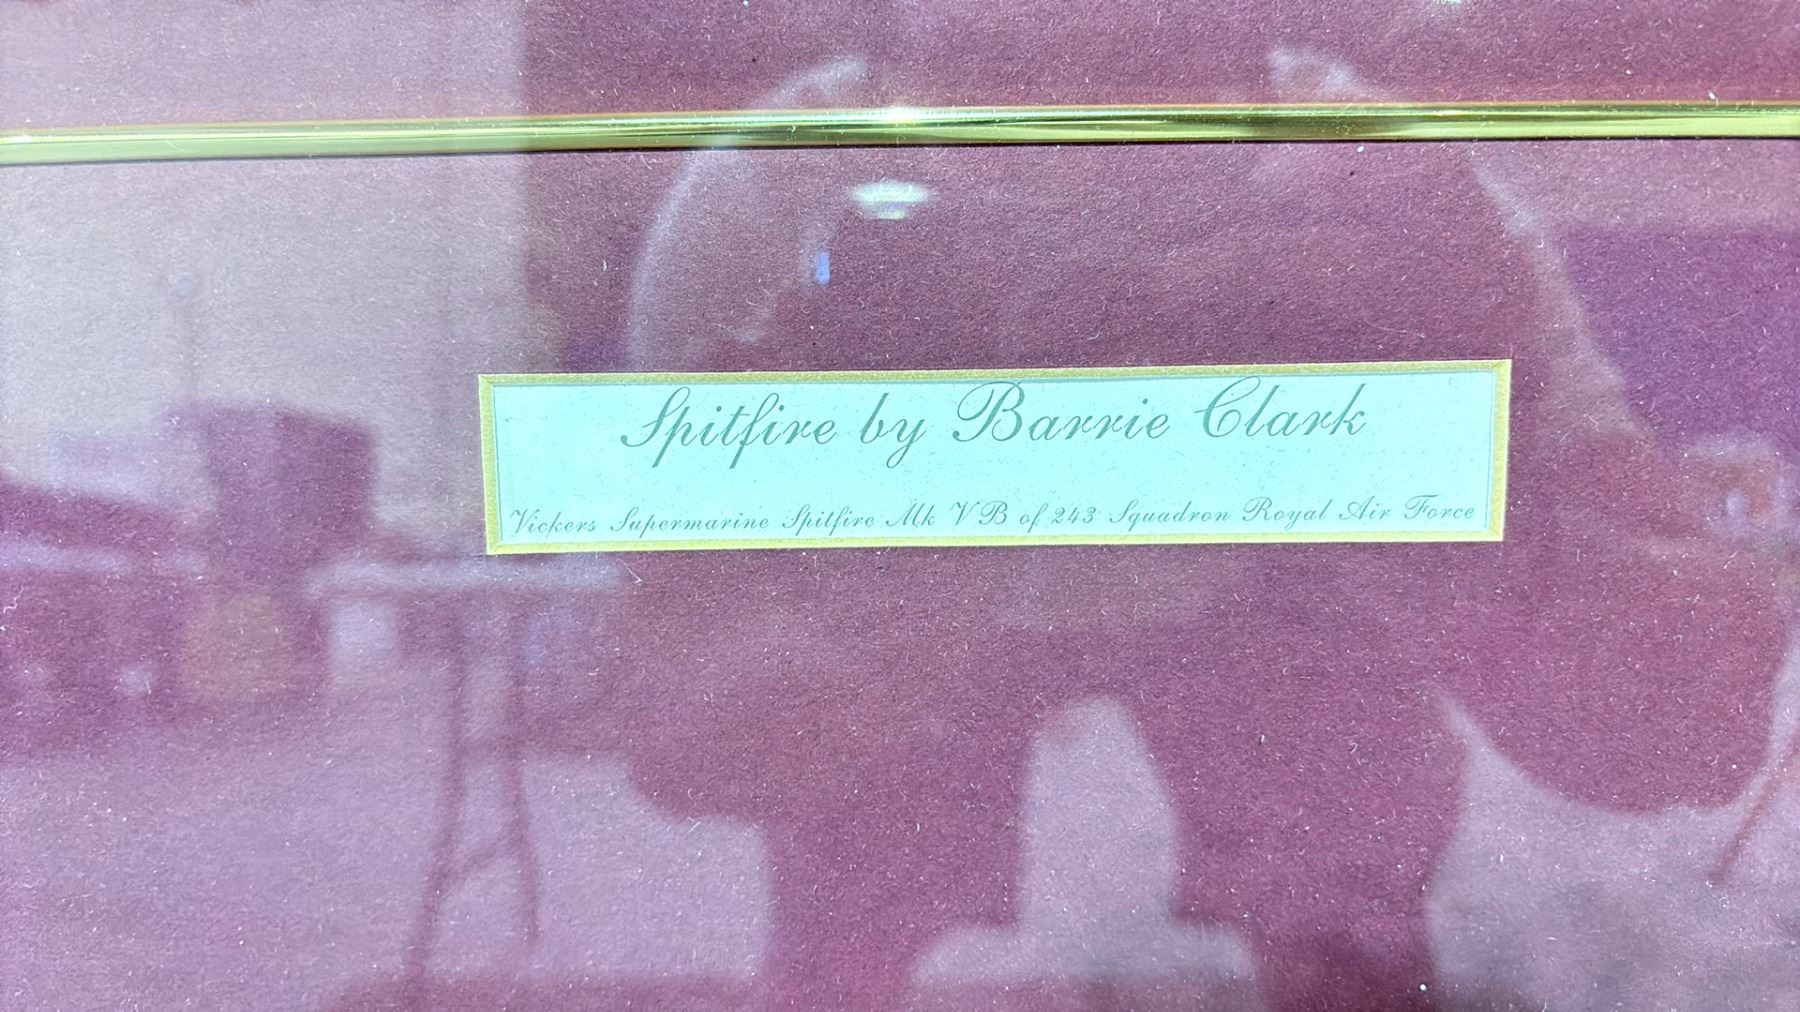 Spitfire by Barrie Clark
Vickers Supermarine Spitfire Mk VB of 243 Squadron Royal Air Force